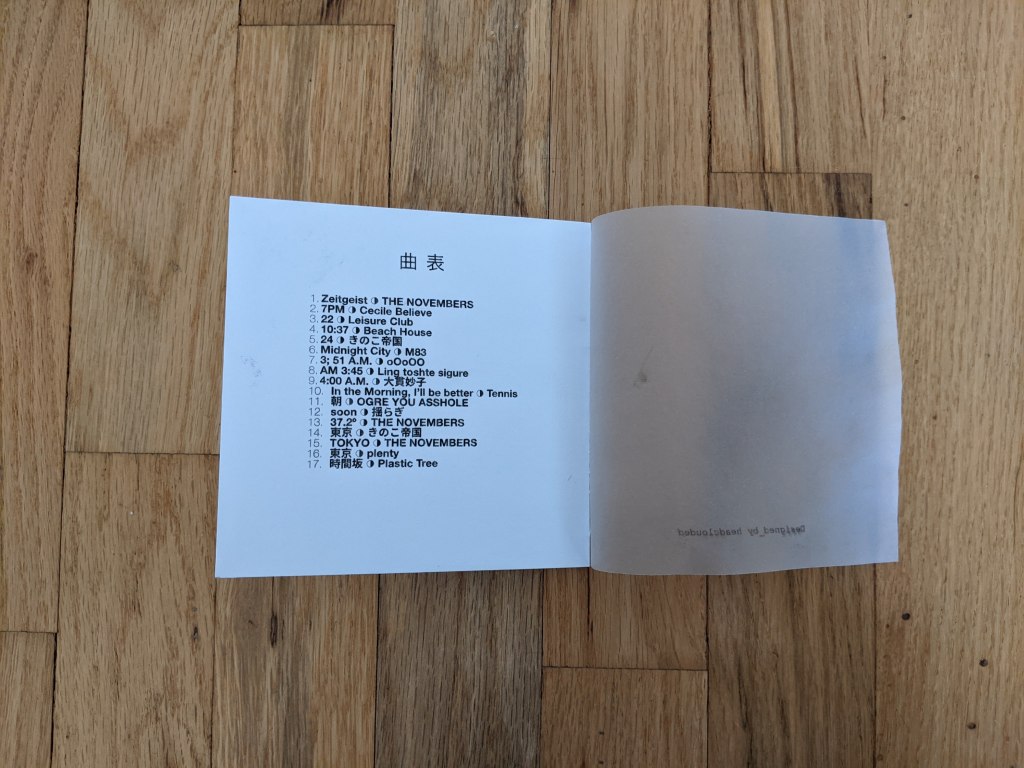 曲表
1. Zeitgeist ◑ THE NOVEMBERS
2. 7PM ◑ Cecile Believe
3. 22 ◑ Leisure Club
4. 10:37 ◑ Beach House
5. 24 ◑ きのこ帝国
6. Midnight City ◑ M83
7. 3; 51 A.M. ◑ oOoOO
8. AM 3:45 ◑ Ling toshte sigure
9. 4:00 A.M. ◑ 大貫妙子
10. In the Morning, I'll be better ◑ Tennis
11. 朝 ◑ OGRE YOU ASSHOLE
12. soon ◑ 揺らぎ
13. 37.2° ◑ THE NOVEMBERS
14. 東京 ◑ きのこ帝国
15. TOKYO ◑ THE NOVEMBERS
16. 東京 ◑ plenty
17. 時間坂 ◑ Plastic Tree
Designed_by headclouded